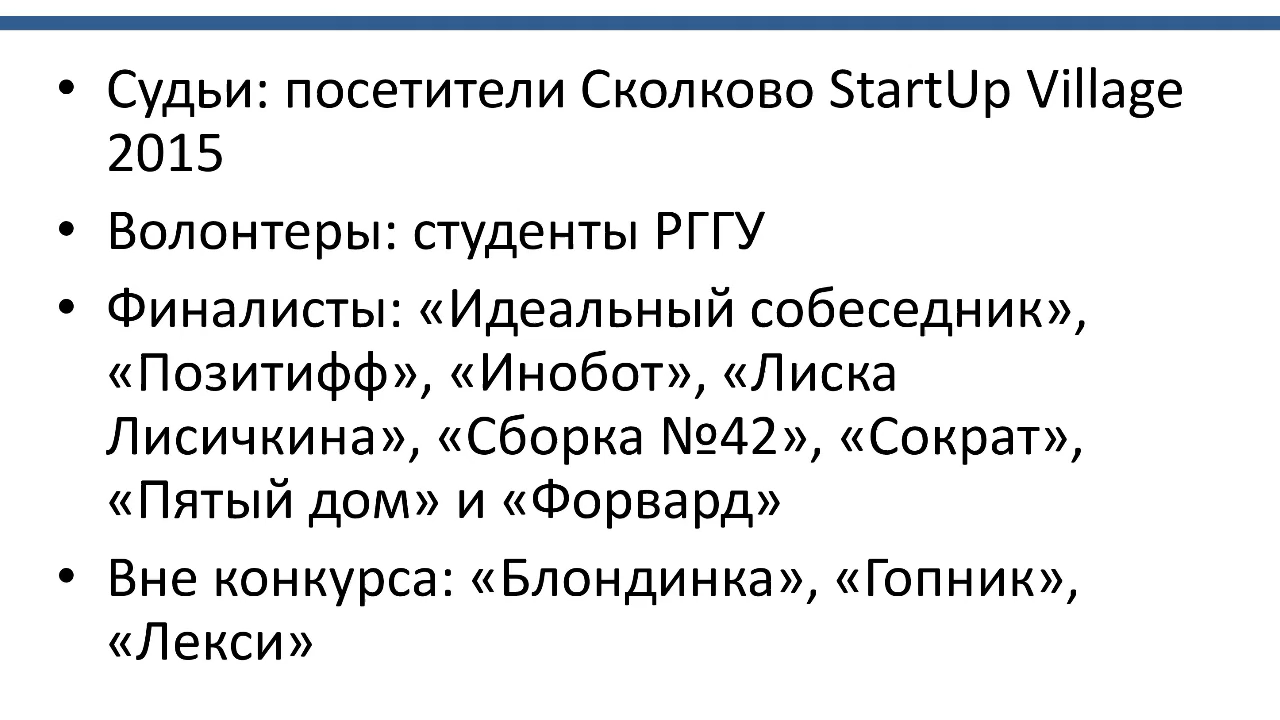 • Судьи: посетители Сколково StartUp Village
2015
• Волонтеры: студенты РГГУ
• Финалисты: «Идеальный собеседник»,
«Позитифф», «Инобот», «Лиска
Лисичкина», «Сборка №42», «Сократ»,
«Пятый дом» и «Форвард»
• Вне конкурса: «Блондинка», «Гопник»,
«Лекси»